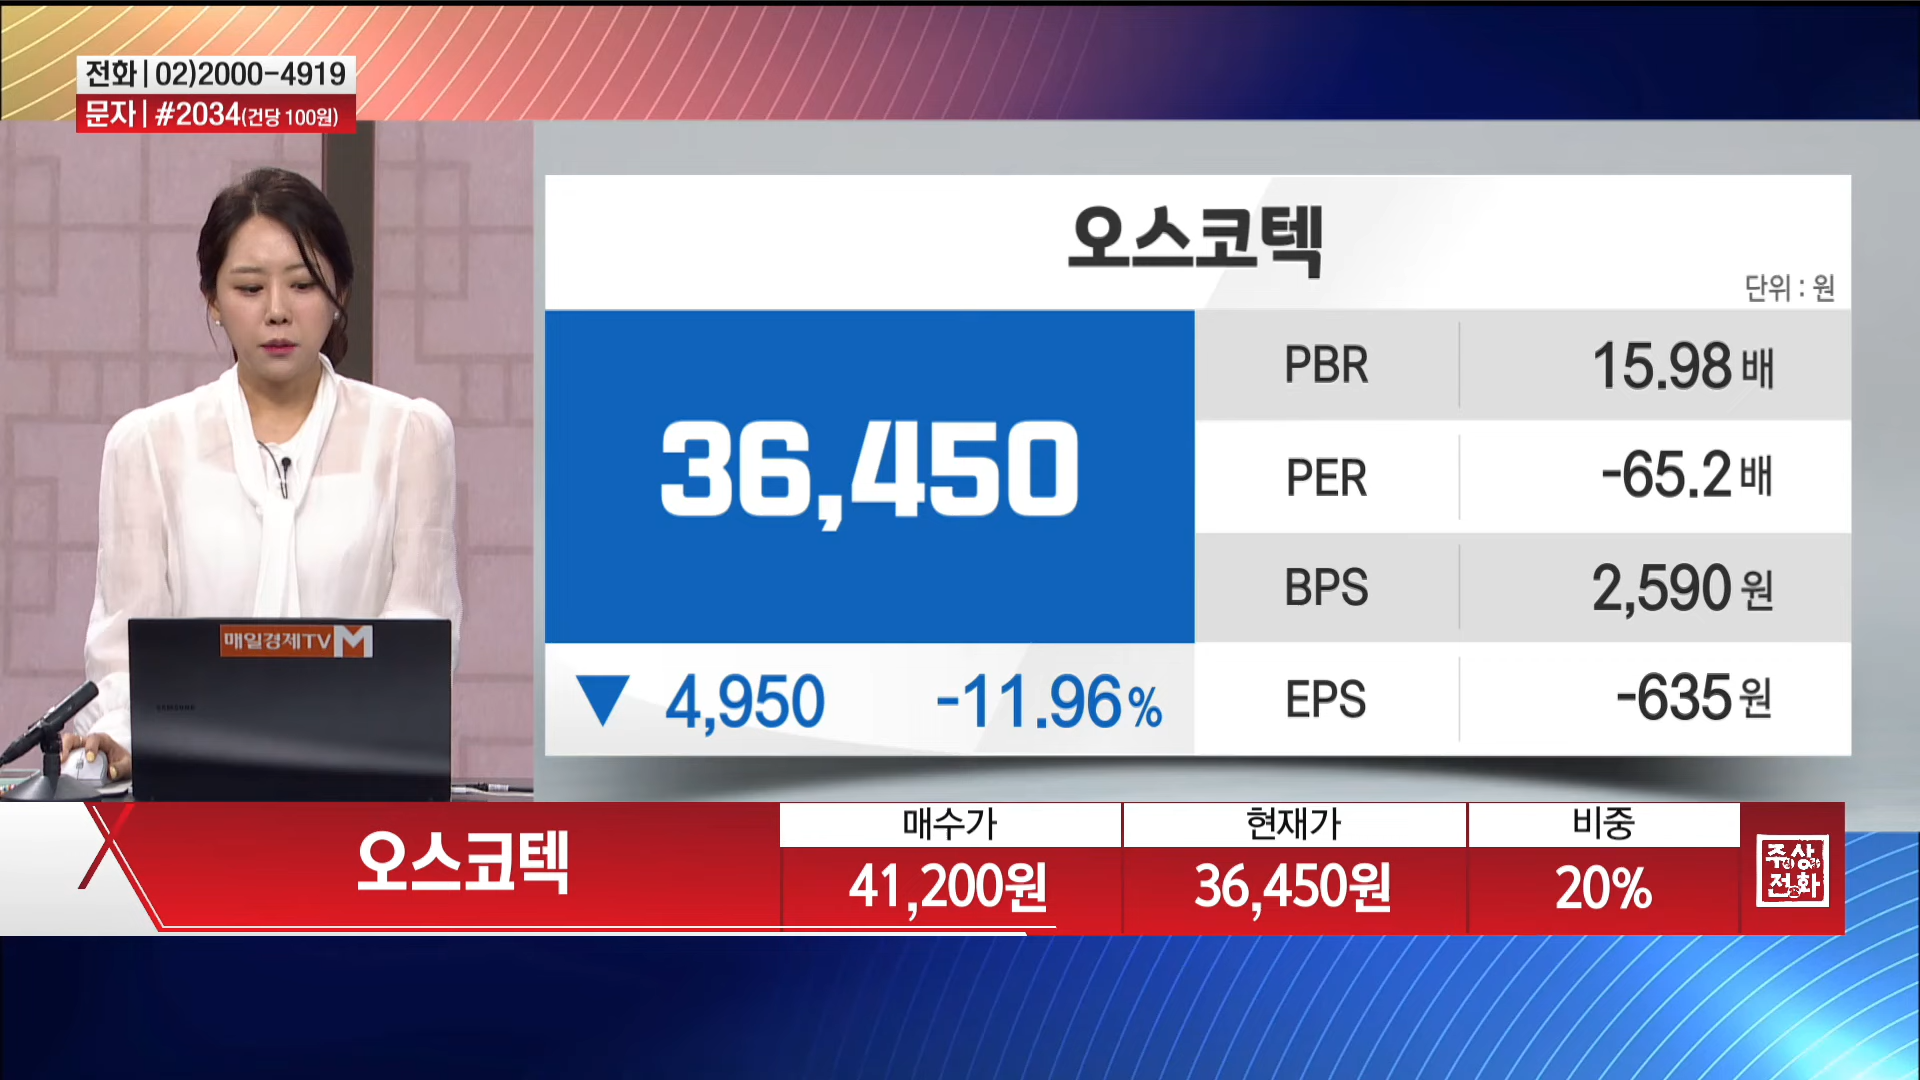 전화 | 02)2000-4919
문자 | #2034(건당 100원)
오스코텍
단위 : 원
36,450
▼ 4,950 -11.96%
PBR 15.98 배
PER -65.2 배
BPS 2,590 원
EPS -635 원
매일경제TV M
SAMSUNG
오스코텍
매수가 현재가 비중
41,200원 36,450원 20%
주상
전화